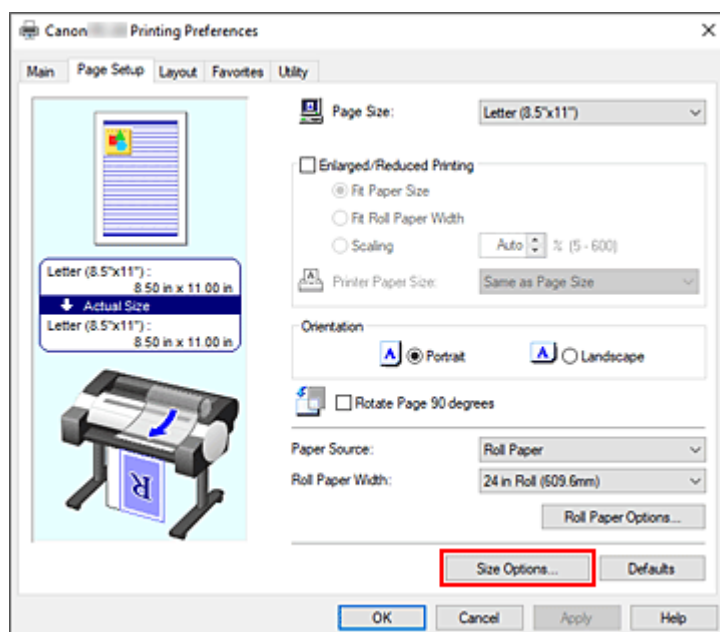 Canon Printing Preferences
Main Page Setup Layout Favorites Utility
Page Size: Letter (8.5"x11")
Enlarged/Reduced Printing
Fit Paper Size
Fit Roll Paper Width
Scaling Auto % (5 - 600)
Printer Paper Size: Same as Page Size
Letter (8.5"x11") :
8.50 in x 11.00 in
Actual Size
Letter (8.5"x11") :
8.50 in x 11.00 in
Orientation
A Portrait A Landscape
Rotate Page 90 degrees
Paper Source: Roll Paper
Roll Paper Width: 24 in Roll (609.6mm)
Roll Paper Options...
R
Size Options... Defaults
OK Cancel Apply Help